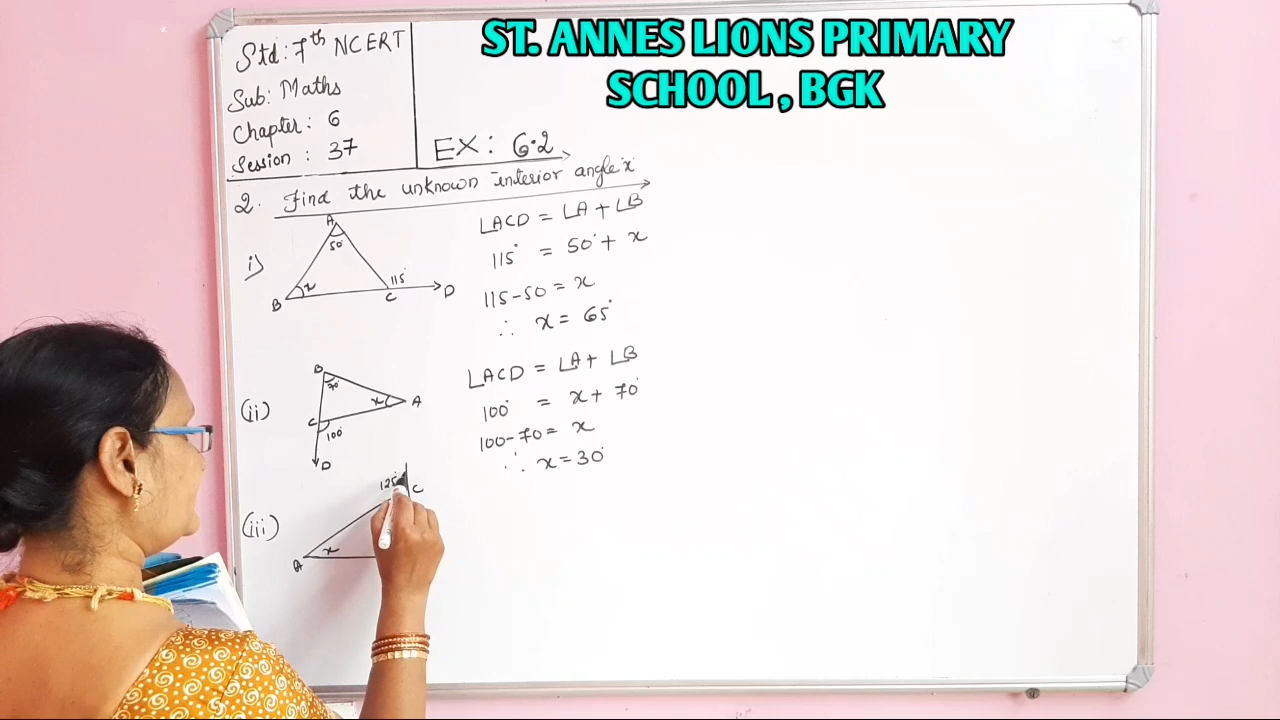 ST. ANNES LIONS PRIMARY
SCHOOL , BGK
Std: 7th NCERT
Sub: Maths
Chapter: 6
Session : 37
EX: 6.2
2. Find the unknown interior angle 'x'
i)
A
50°
x
B
C
115°
D
∠ACD = ∠A + ∠B
115° = 50° + x
115-50 = x
∴ x = 65°
(ii)
B
70°
x
A
C
100°
D
∠ACD = ∠A + ∠B
100° = x + 70°
100-70 = x
∴ x = 30°
(iii)
125°
C
A
x